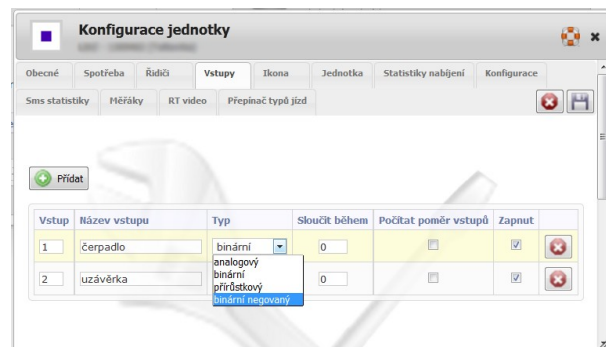 Konfigurace jednotky
Obecné Spotřeba Řidiči Vstupy Ikona Jednotka Statistiky nabíjení Konfigurace
Sms statistiky Měřáky RT video Přepínač typů jízd
Přidat
Vstup Název vstupu Typ Sloučit během Počítat poměr vstupů Zapnut
1 čerpadlo binární 0
analogový
binární
přírůstkový
binární negovaný
2 uzávěrka 0